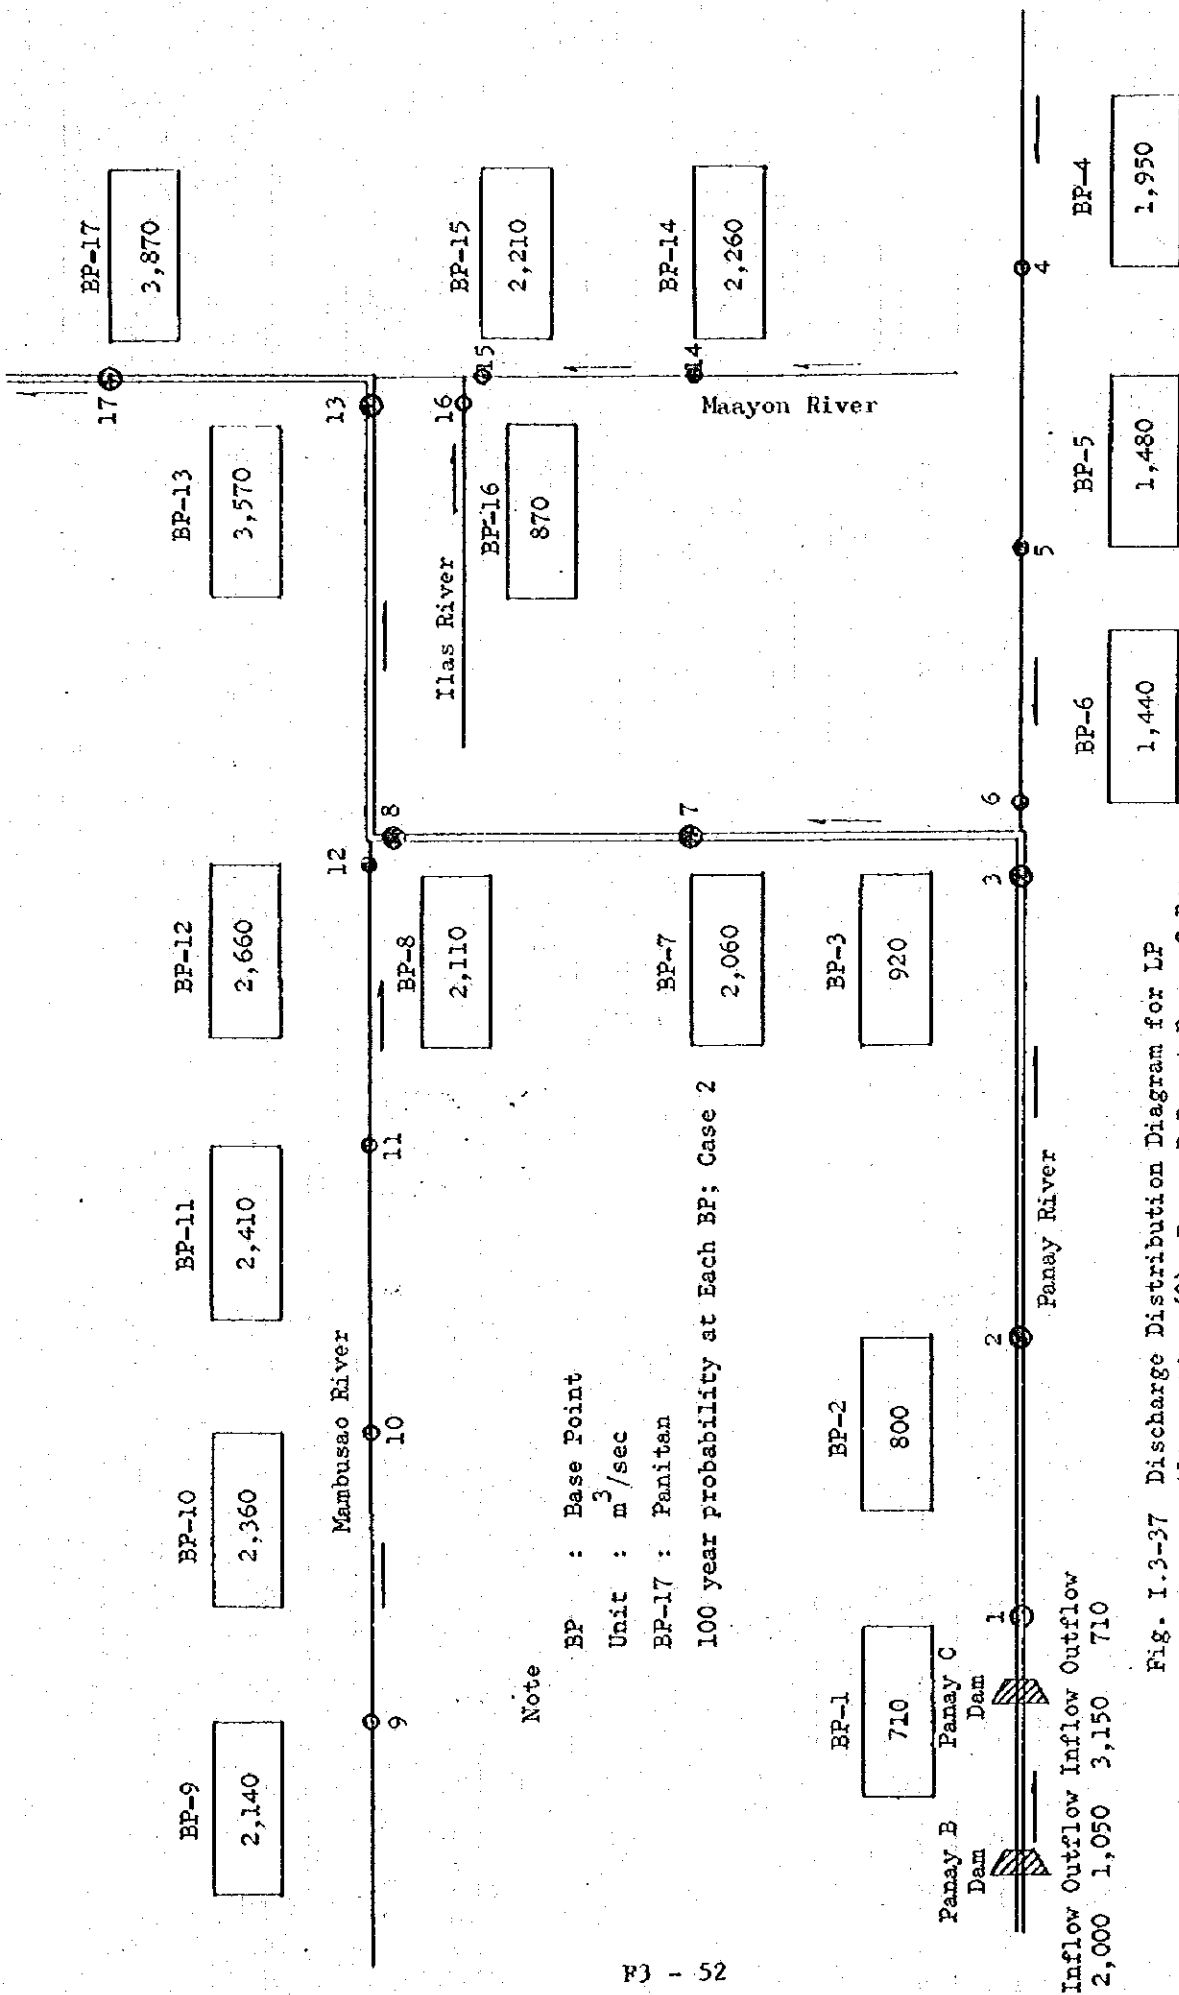 BP-9
2,140
BP-10
2,360
BP-11
2,410
BP-12
2,660
BP-13
3,570
BP-17
3,870
Mambusao River
9
10
11
12
8
13
17
BP-8
2,110
Ilas River
16
BP-16
870
15
BP-15
2,210
Note
BP : Base Point
Unit : m³/sec
BP-17 : Panitan
100 year probability at Each BP; Case 2
BP-7
2,060
7
14
BP-14
2,260
Maayon River
BP-1
710
BP-2
800
BP-3
920
Panay B
Dam
Panay C
Dam
1
2
3
6
5
4
Panay River
Inflow Outflow Inflow Outflow
2,000 1,050 3,150 710
BP-6
1,440
BP-5
1,480
BP-4
1,950
Fig. I.3-37 Discharge Distribution Diagram for LP
F3 - 52